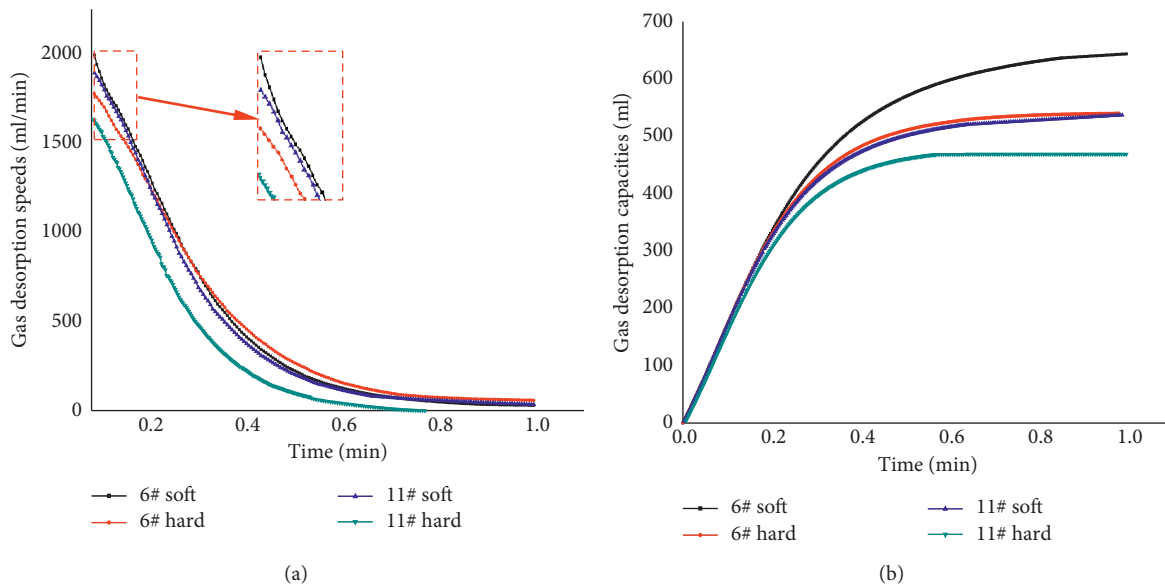 Gas desorption speeds (ml/min)
2000
1500
1000
500
0
0.2
0.4
0.6
0.8
1.0
Time (min)
6# soft
6# hard
11# soft
11# hard
(a)
Gas desorption capacities (ml)
700
600
500
400
300
200
100
0
0.0
0.2
0.4
0.6
0.8
1.0
Time (min)
6# soft
6# hard
11# soft
11# hard
(b)